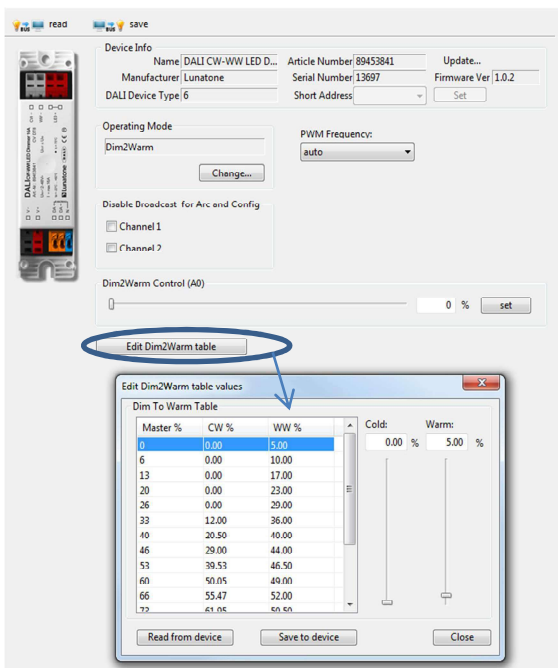 read save
Device Info
Name DALI CW-WW LED D... Article Number 89453841 Update...
Manufacturer Lunatone Serial Number 13697 Firmware Ver 1.0.2
DALI Device Type 6 Short Address Set
Operating Mode
Dim2Warm
Change...
PWM Frequency:
auto
Disable Broadcast for Arc and Config
Channel 1
Channel 2
Dim2Warm Control (A0)
0 % set
Edit Dim2Warm table
Edit Dim2Warm table values
Dim To Warm Table
Master % CW % WW %
0 0.00 5.00
6 0.00 10.00
13 0.00 17.00
20 0.00 23.00
26 0.00 29.00
33 12.00 36.00
40 20.50 40.00
46 29.00 44.00
53 39.53 46.50
60 50.05 49.00
66 55.47 52.00
Cold: Warm:
0.00 % 5.00 %
Read from device Save to device Close
BUS
BUS
Lunatone